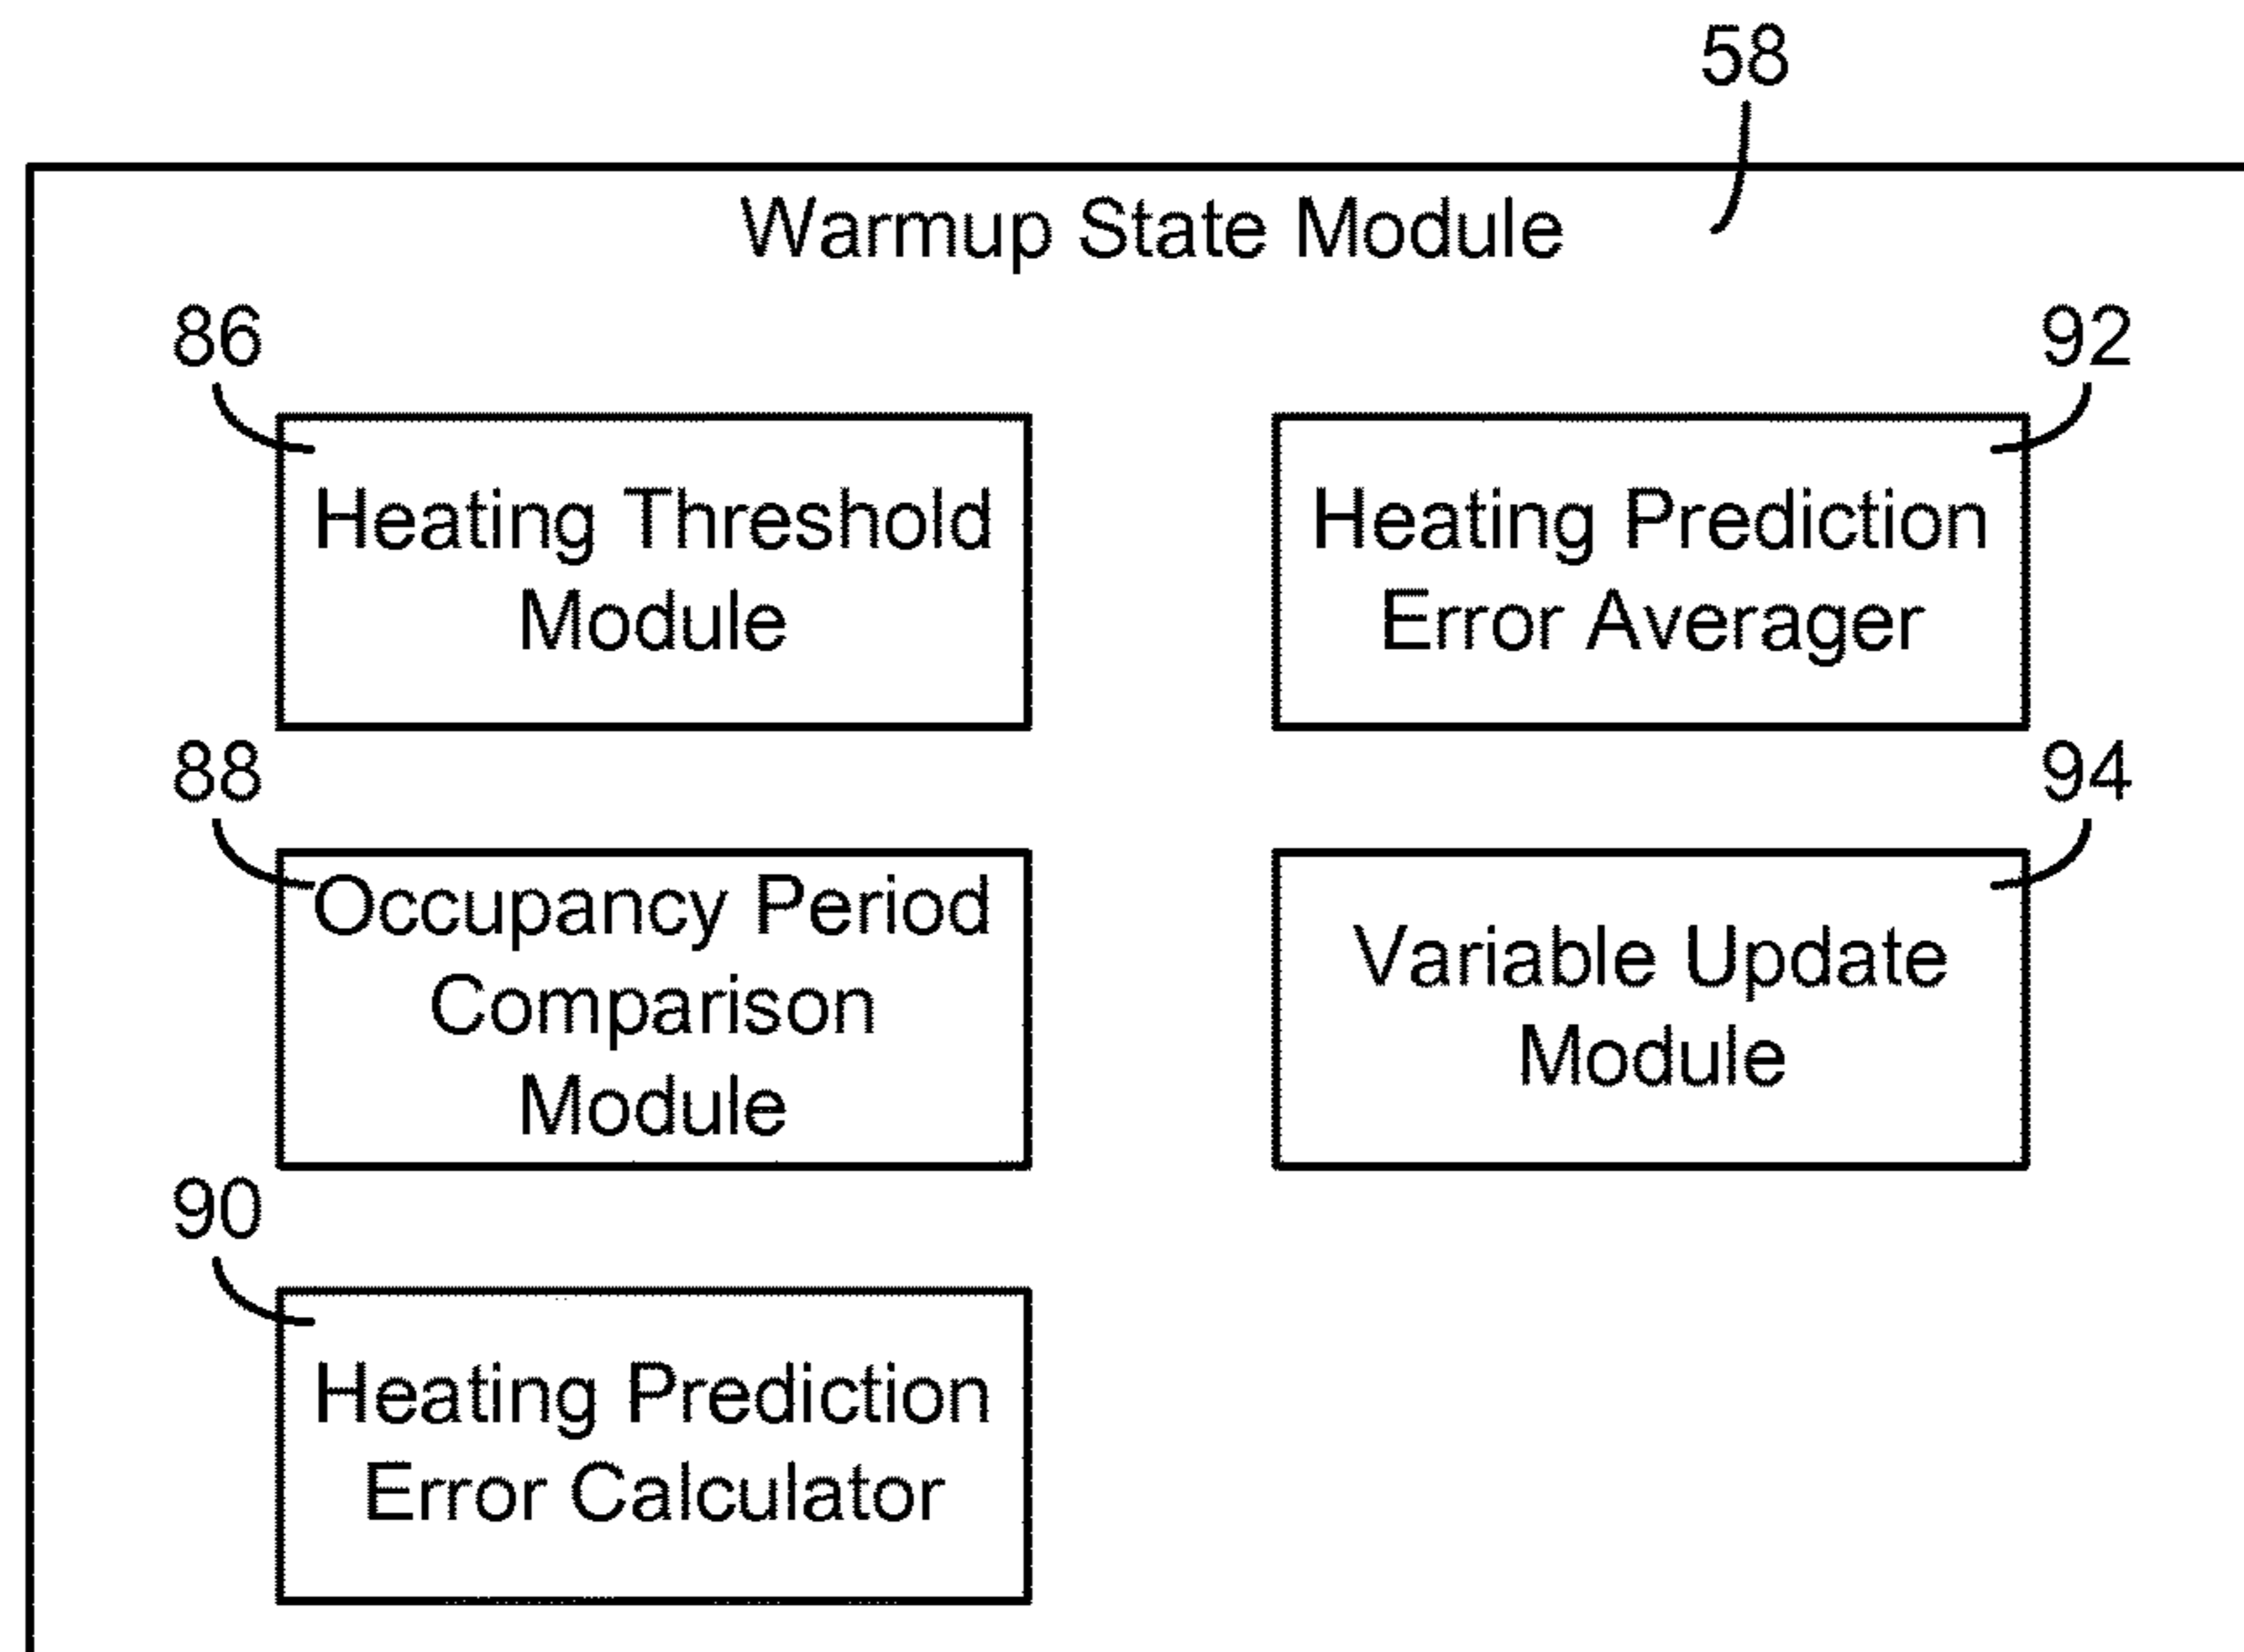 58
Warmup State Module
86
Heating Threshold
Module
92
Heating Prediction
Error Averager
88
Occupancy Period
Comparison
Module
94
Variable Update
Module
90
Heating Prediction
Error Calculator